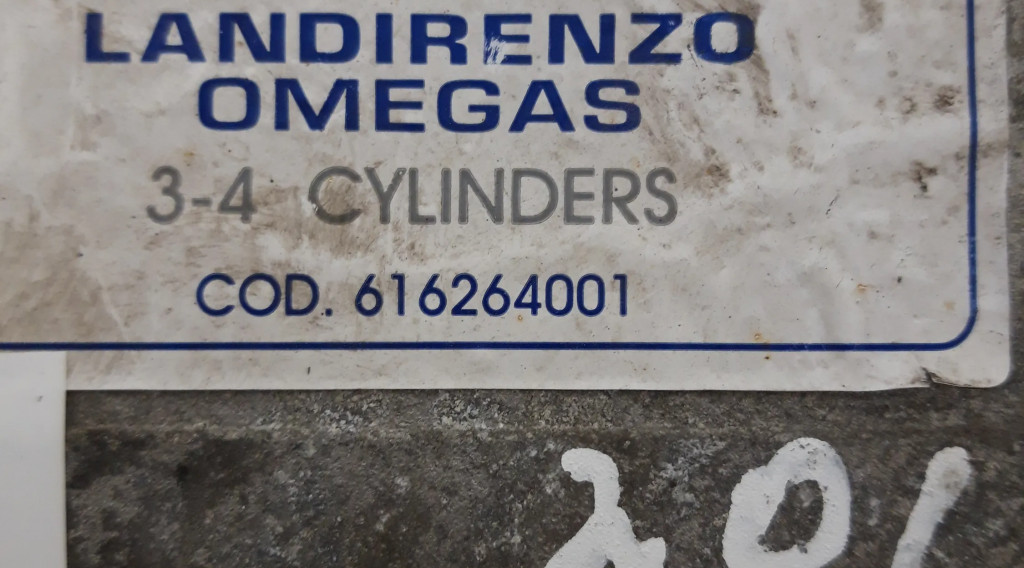 LANDIRENZO
OMEGAS
3-4 CYLINDERS
COD. 616264001